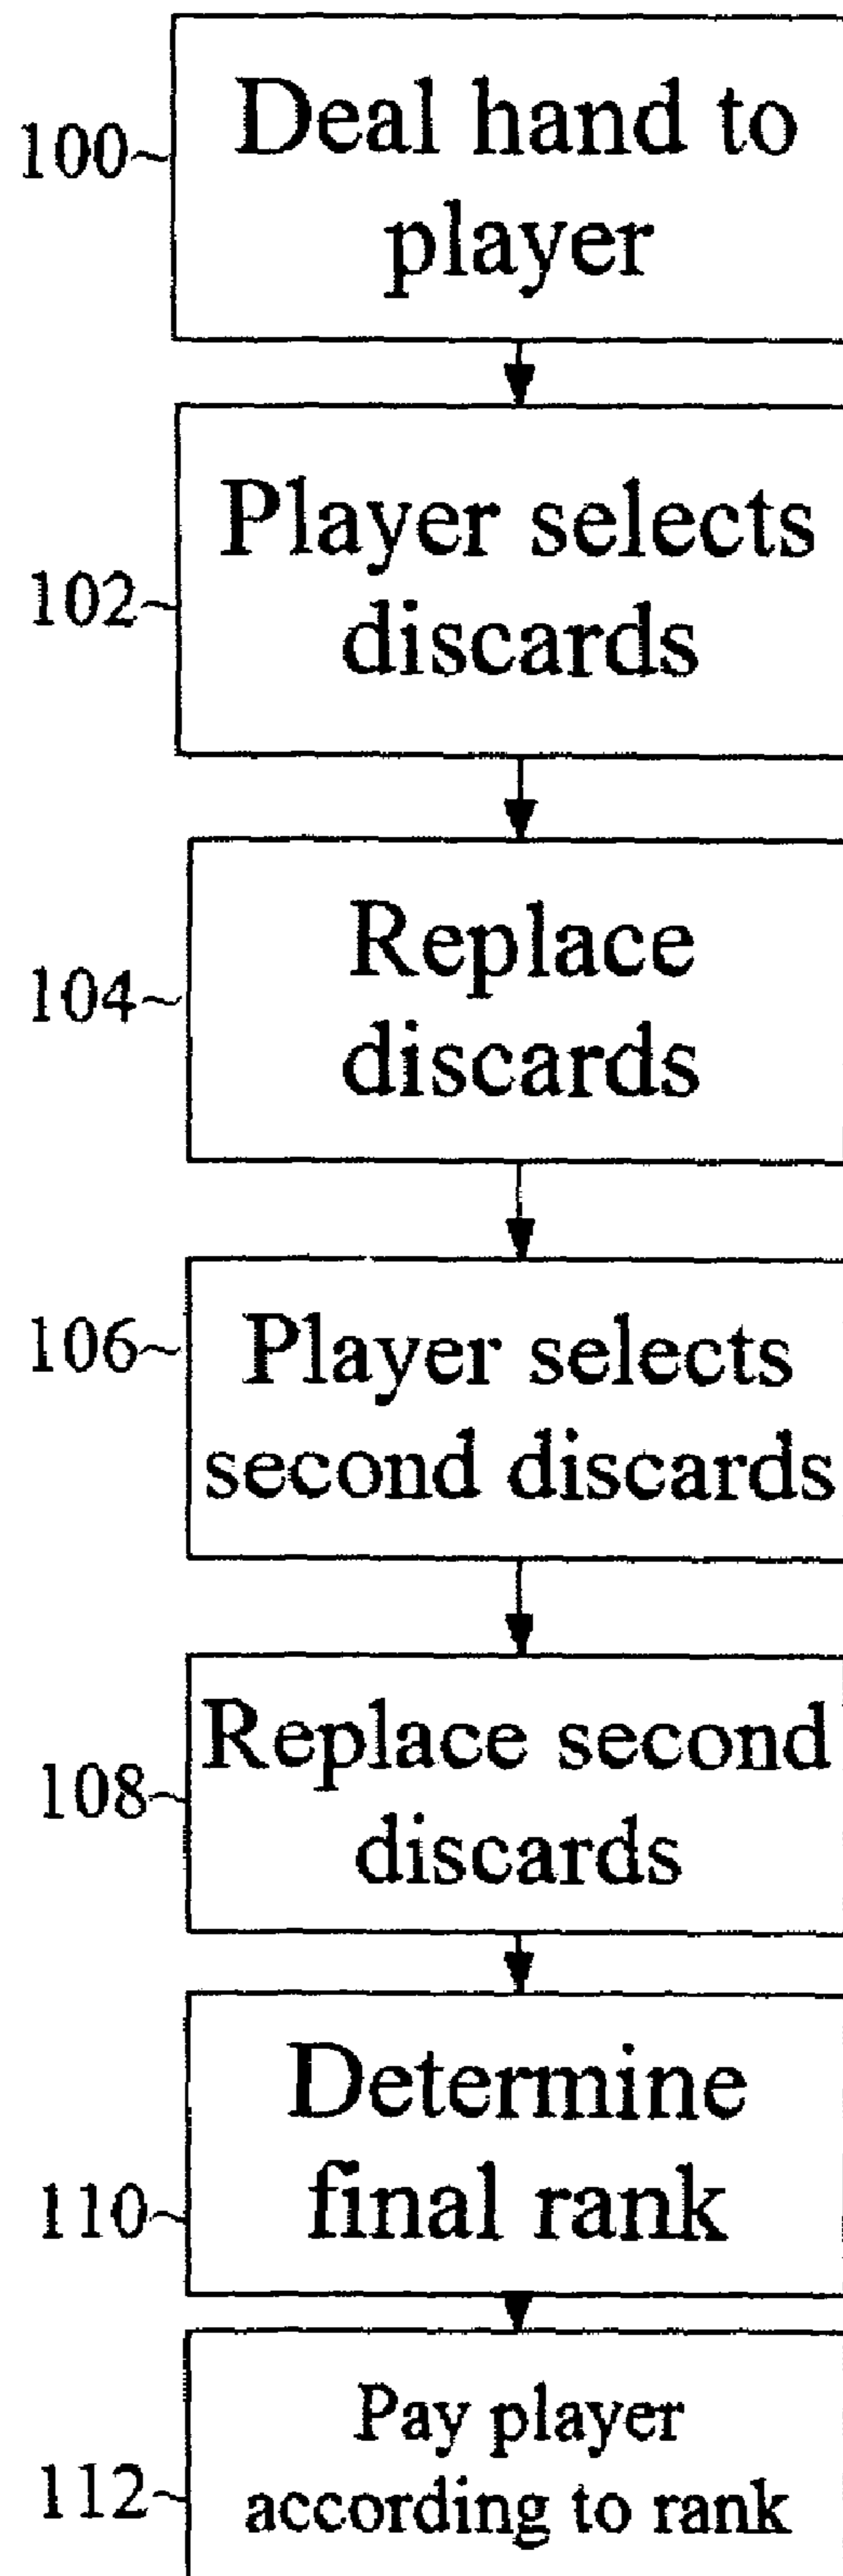 100
Deal hand to
player
102
Player selects
discards
104
Replace
discards
106
Player selects
second discards
108
Replace second
discards
110
Determine
final rank
112
Pay player
according to rank